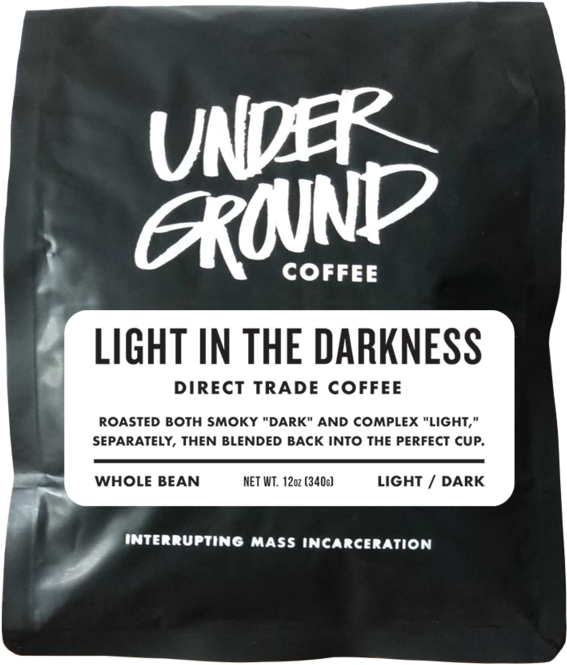 UNDER
GROUND
COFFEE
LIGHT IN THE DARKNESS
DIRECT TRADE COFFEE
ROASTED BOTH SMOKY "DARK" AND COMPLEX "LIGHT,"
SEPARATELY, THEN BLENDED BACK INTO THE PERFECT CUP.
WHOLE BEAN NET WT. 12oz (340g) LIGHT / DARK
INTERRUPTING MASS INCARCERATION